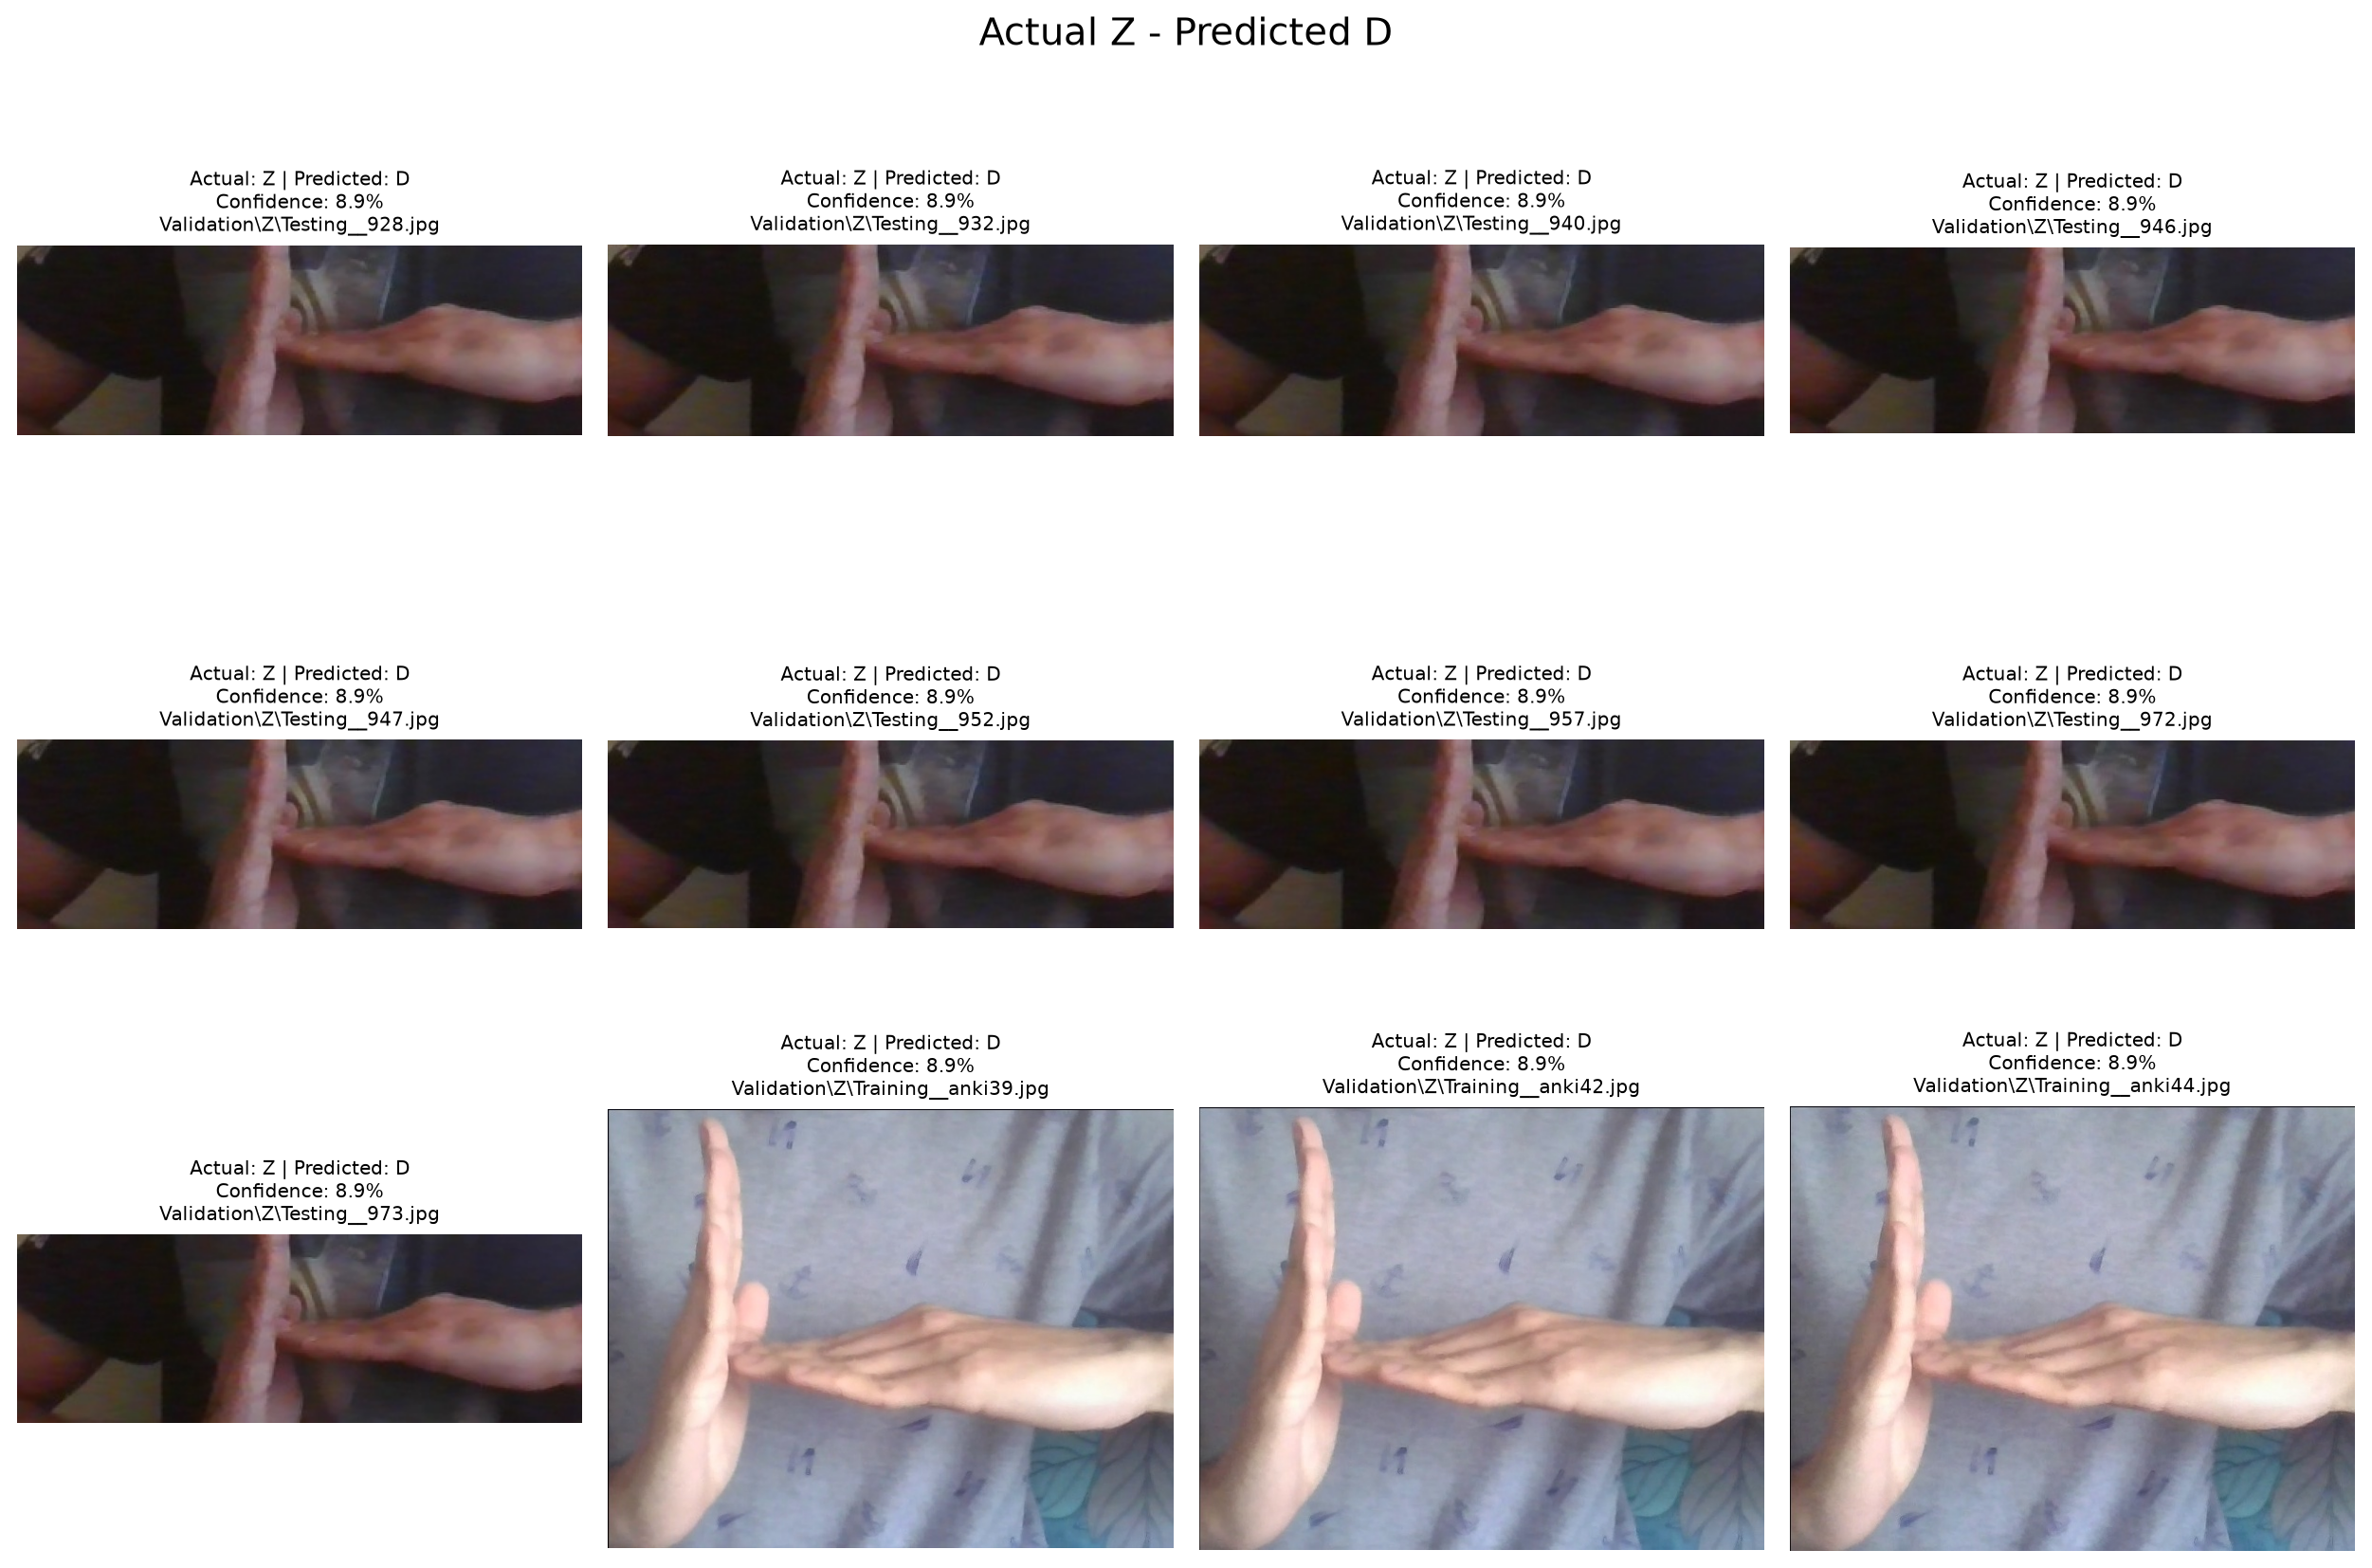 Actual Z - Predicted D
Actual: Z | Predicted: D
Confidence: 8.9%
Validation\Z\Testing__928.jpg
Actual: Z | Predicted: D
Confidence: 8.9%
Validation\Z\Testing__932.jpg
Actual: Z | Predicted: D
Confidence: 8.9%
Validation\Z\Testing__940.jpg
Actual: Z | Predicted: D
Confidence: 8.9%
Validation\Z\Testing__946.jpg
Actual: Z | Predicted: D
Confidence: 8.9%
Validation\Z\Testing__947.jpg
Actual: Z | Predicted: D
Confidence: 8.9%
Validation\Z\Testing__952.jpg
Actual: Z | Predicted: D
Confidence: 8.9%
Validation\Z\Testing__957.jpg
Actual: Z | Predicted: D
Confidence: 8.9%
Validation\Z\Testing__972.jpg
Actual: Z | Predicted: D
Confidence: 8.9%
Validation\Z\Testing__973.jpg
Actual: Z | Predicted: D
Confidence: 8.9%
Validation\Z\Training__anki39.jpg
Actual: Z | Predicted: D
Confidence: 8.9%
Validation\Z\Training__anki42.jpg
Actual: Z | Predicted: D
Confidence: 8.9%
Validation\Z\Training__anki44.jpg